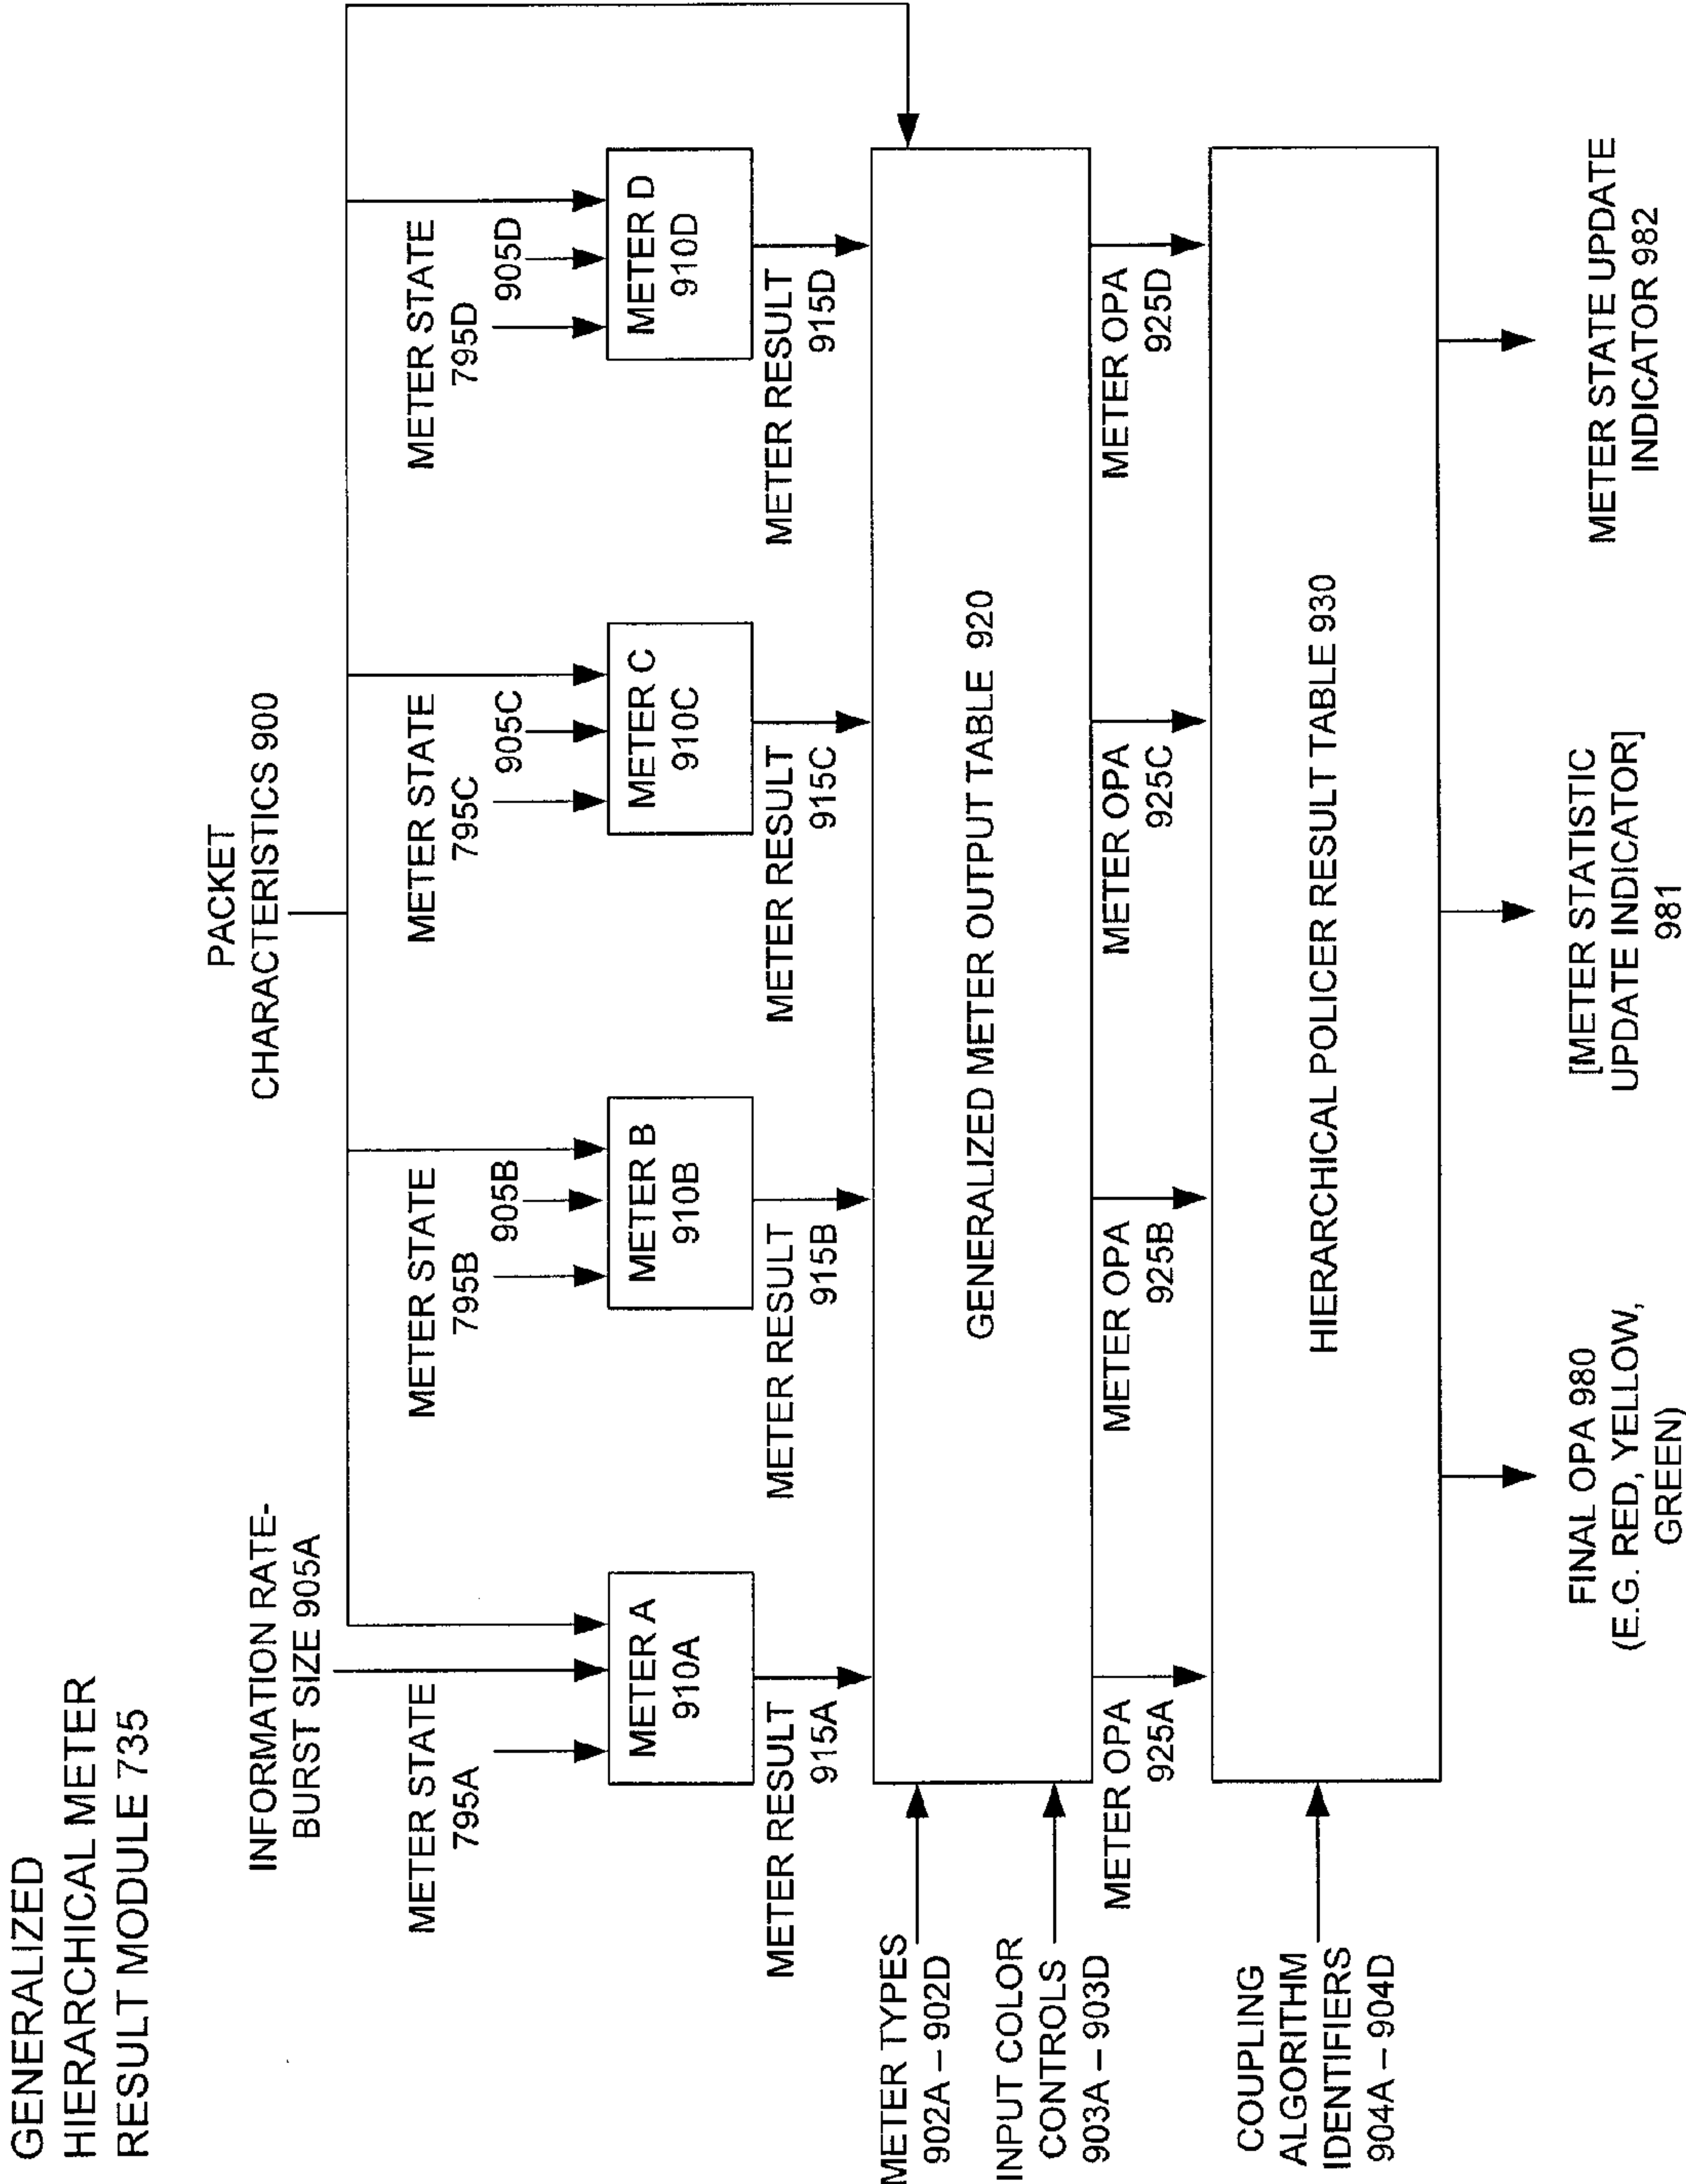 GENERALIZED
HIERARCHICAL METER
RESULT MODULE 735
PACKET
CHARACTERISTICS 900
INFORMATION RATE-
BURST SIZE 905A
METER STATE
795A
METER STATE
795B
905B
METER STATE
795C
905C
METER STATE
795D
905D
METER A
910A
METER B
910B
METER C
910C
METER D
910D
METER RESULT
915A
METER RESULT
915B
METER RESULT
915C
METER RESULT
915D
METER TYPES
902A – 902D
INPUT COLOR
CONTROLS
903A – 903D
GENERALIZED METER OUTPUT TABLE 920
METER OPA
925A
METER OPA
925B
METER OPA
925C
METER OPA
925D
COUPLING
ALGORITHM
IDENTIFIERS
904A – 904D
HIERARCHICAL POLICER RESULT TABLE 930
FINAL OPA 980
(E.G. RED, YELLOW,
GREEN)
[METER STATISTIC
UPDATE INDICATOR]
981
METER STATE UPDATE
INDICATOR 982